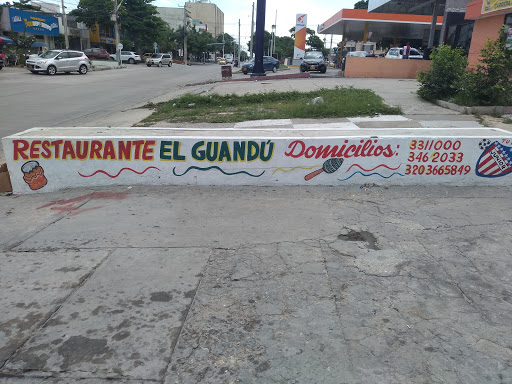 RESTAURANTE EL GUANDÚ Domicilios: 3311000
346 2033
3203665849